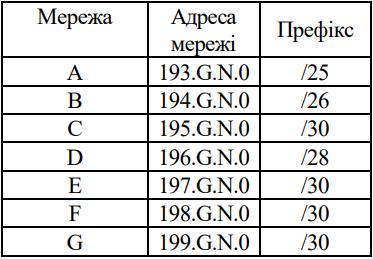 Мережа Адреса мережі Префікс
A 193.G.N.0 /25
B 194.G.N.0 /26
C 195.G.N.0 /30
D 196.G.N.0 /28
E 197.G.N.0 /30
F 198.G.N.0 /30
G 199.G.N.0 /30